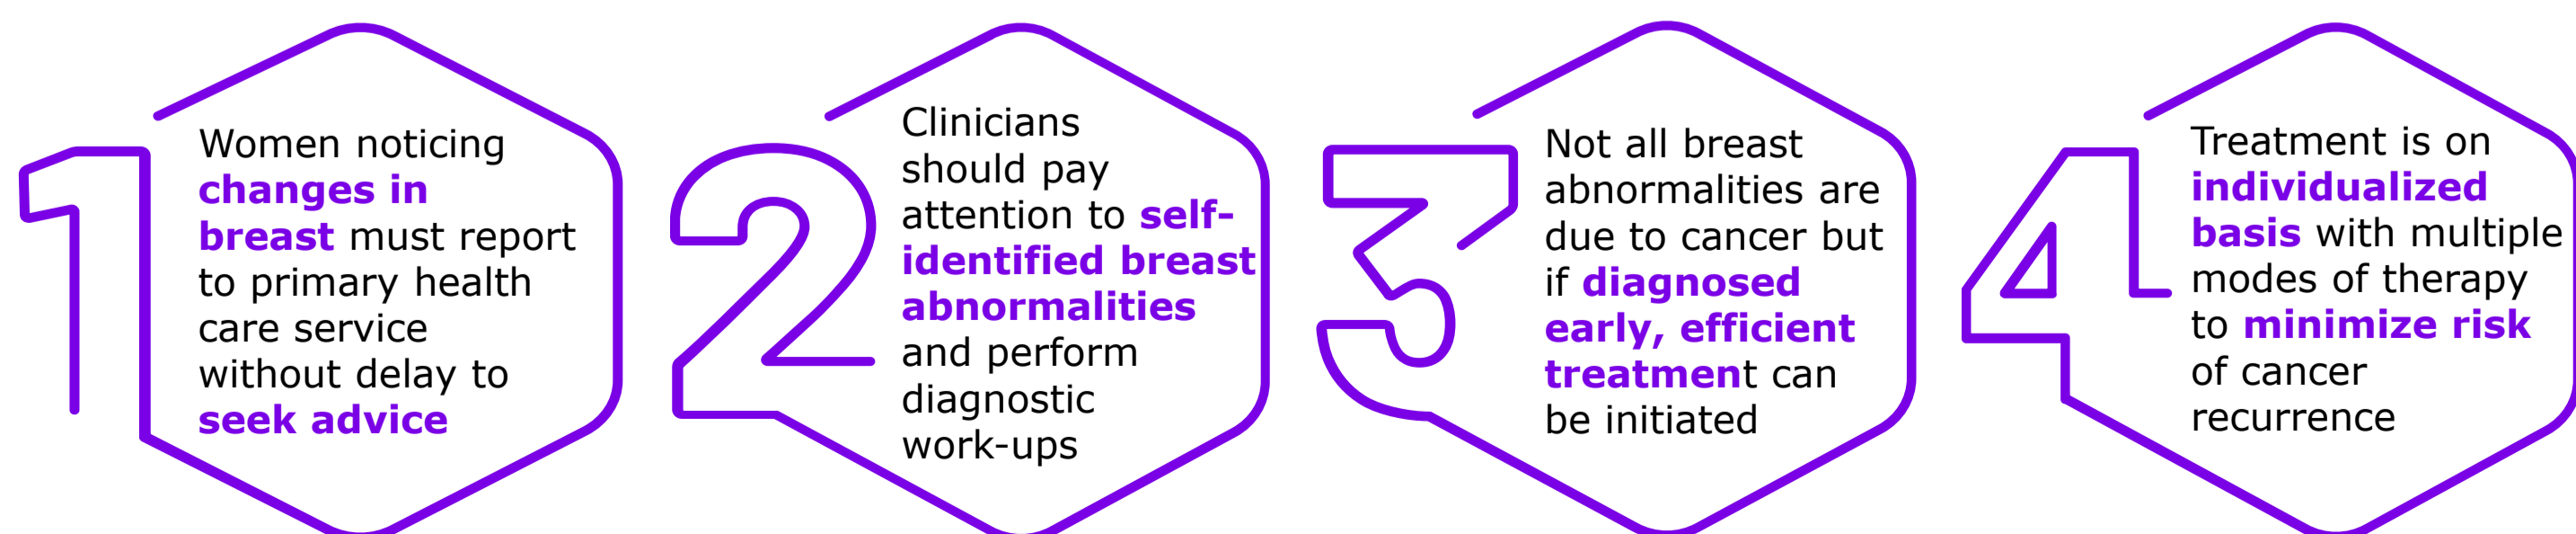 1
Women noticing
changes in
breast must report
to primary health
care service
without delay to
seek advice
2
Clinicians
should pay
attention to self-
identified breast
abnormalities
and perform
diagnostic
work-ups
3
Not all breast
abnormalities are
due to cancer but
if diagnosed
early, efficient
treatment can
be initiated
4
Treatment is on
individualized
basis with multiple
modes of therapy
to minimize risk
of cancer
recurrence